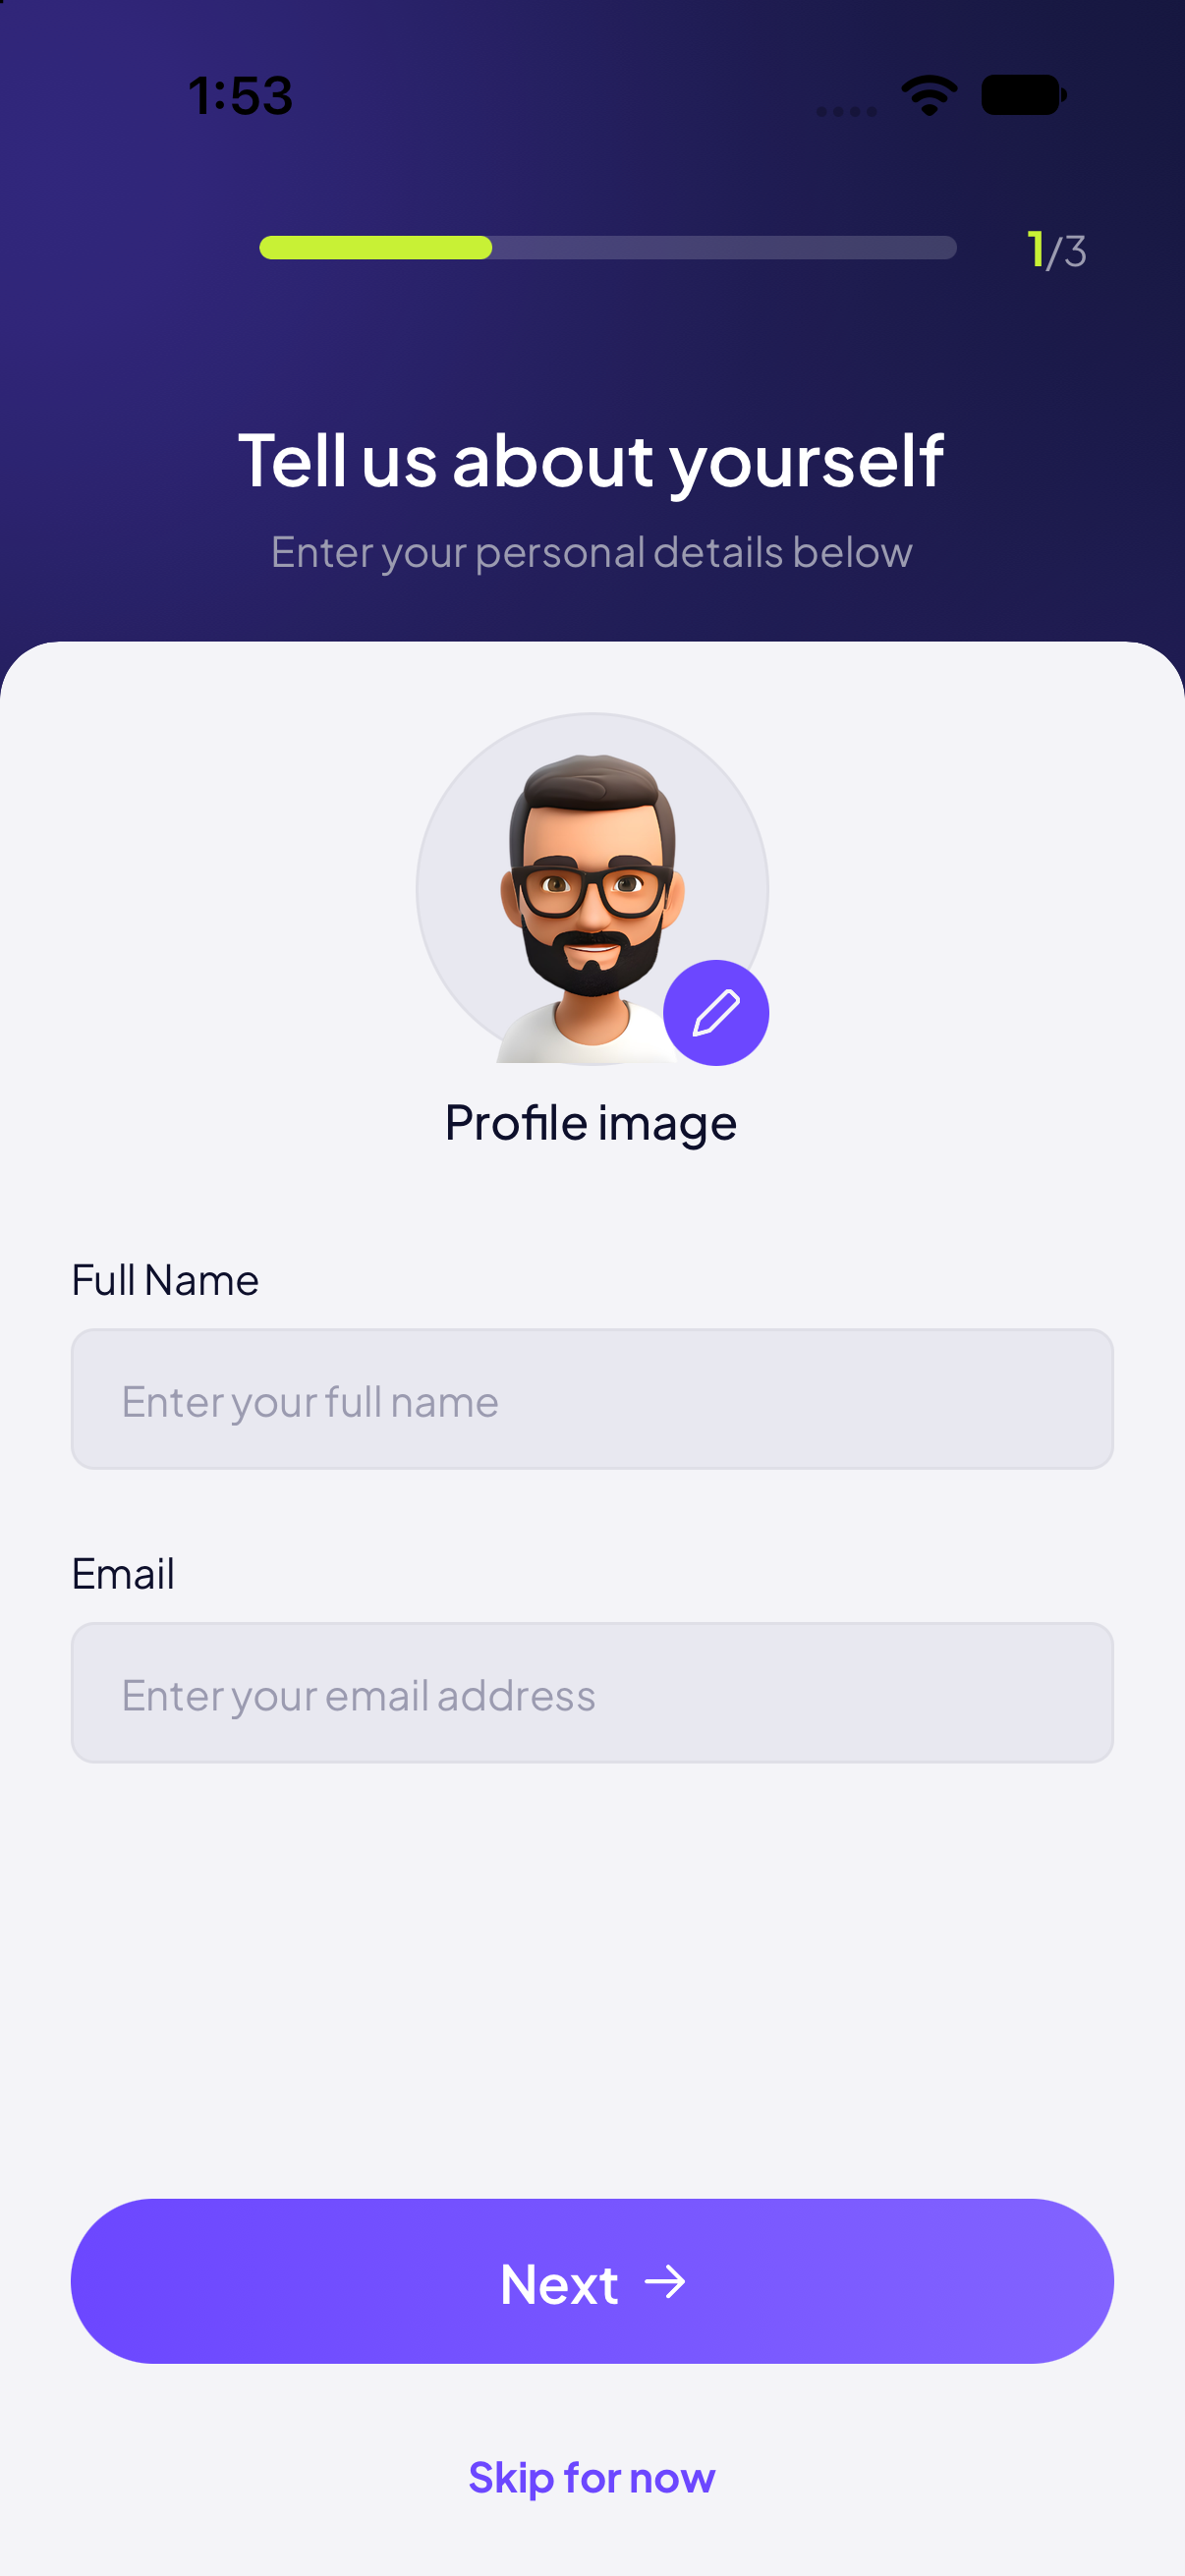 1:53
1/3
Tell us about yourself
Enter your personal details below
Profile image
Full Name
Enter your full name
Email
Enter your email address
Next
Skip for now